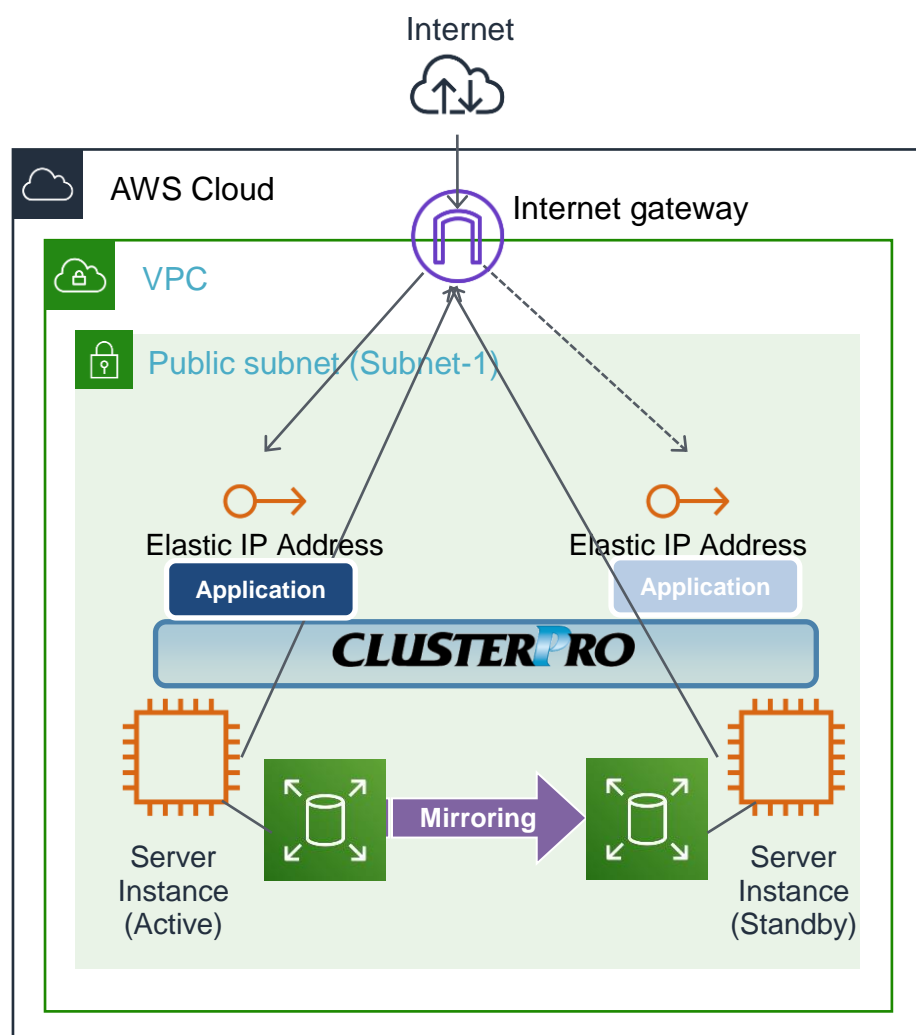 Internet
AWS Cloud
Internet gateway
VPC
Public subnet (Subnet-1)
Elastic IP Address
Elastic IP Address
Application
Application
CLUSTERPRO
Mirroring
Server
Instance
(Active)
Server
Instance
(Standby)